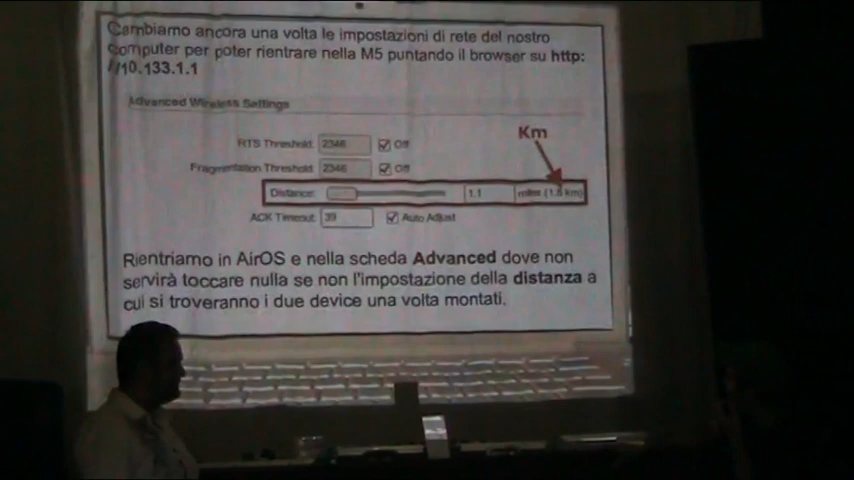 Cambiamo ancora una volta le impostazioni di rete del nostro
computer per poter rientrare nella M5 puntando il browser su http:
//10.133.1.1
Advanced Wireless Settings
Km
RTS Threshold: 2346 Off
Fragmentation Threshold: 2346 Off
Distance: 1.1 miles (1.8 km)
ACK Timeout: 39 Auto Adjust
Rientriamo in AirOS e nella scheda Advanced dove non
servirà toccare nulla se non l'impostazione della distanza a
cui si troveranno i due device una volta montati.